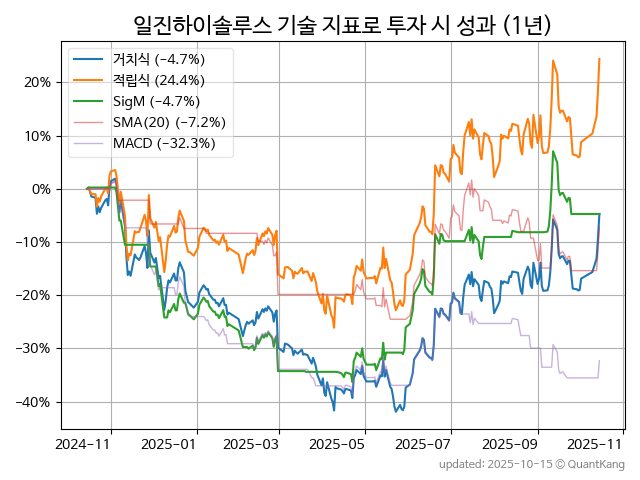 일진하이솔루스 기술 지표로 투자 시 성과 (1년)
거치식 (−4.7%)
적립식 (24.4%)
SigM (−4.7%)
SMA(20) (−7.2%)
MACD (−32.3%)
20%
10%
0%
−10%
−20%
−30%
−40%
2024−11 2025−01 2025−03 2025−05 2025−07 2025−09 2025−11
updated: 2025−10−15 © QuantKang